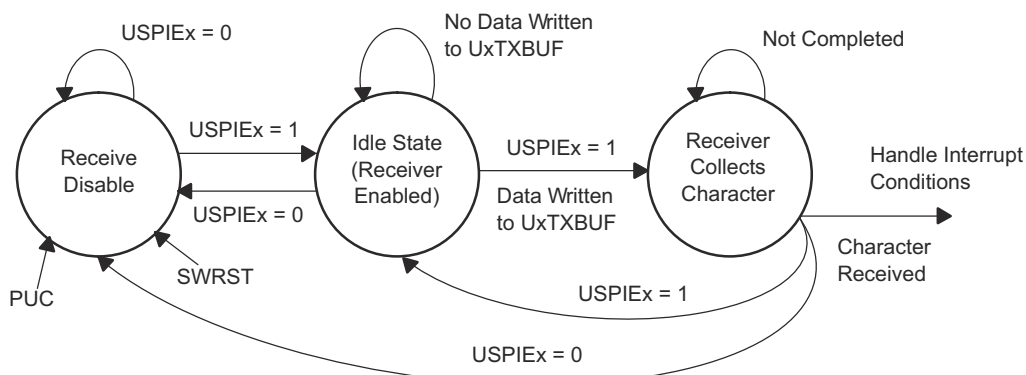 No Data Written
to UxTXBUF
USPIEx = 0
Not Completed
USPIEx = 1
Idle State
(Receiver
Enabled)
USPIEx = 1
Receive
Disable
Receiver
Collects
Character
Handle Interrupt
Conditions
USPIEx = 0
Data Written
to UxTXBUF
Character
Received
PUC
SWRST
USPIEx = 1
USPIEx = 0